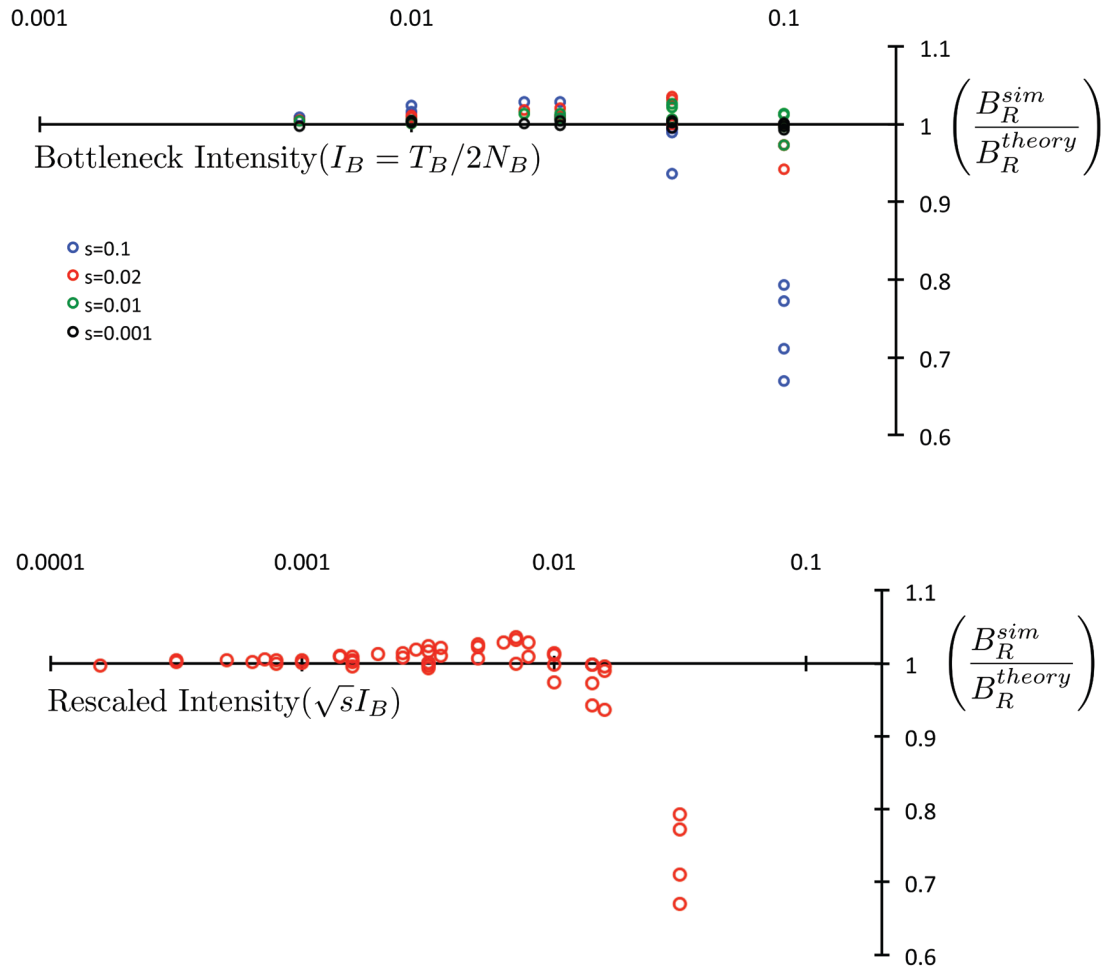 0.001 0.01 0.1
1.1
1
0.9
0.8
0.7
0.6
(B_R^{sim} / B_R^{theory})
Bottleneck Intensity(I_B = T_B/2N_B)
s=0.1
s=0.02
s=0.01
s=0.001
0.0001 0.001 0.01 0.1
1.1
1
0.9
0.8
0.7
0.6
(B_R^{sim} / B_R^{theory})
Rescaled Intensity(√s I_B)